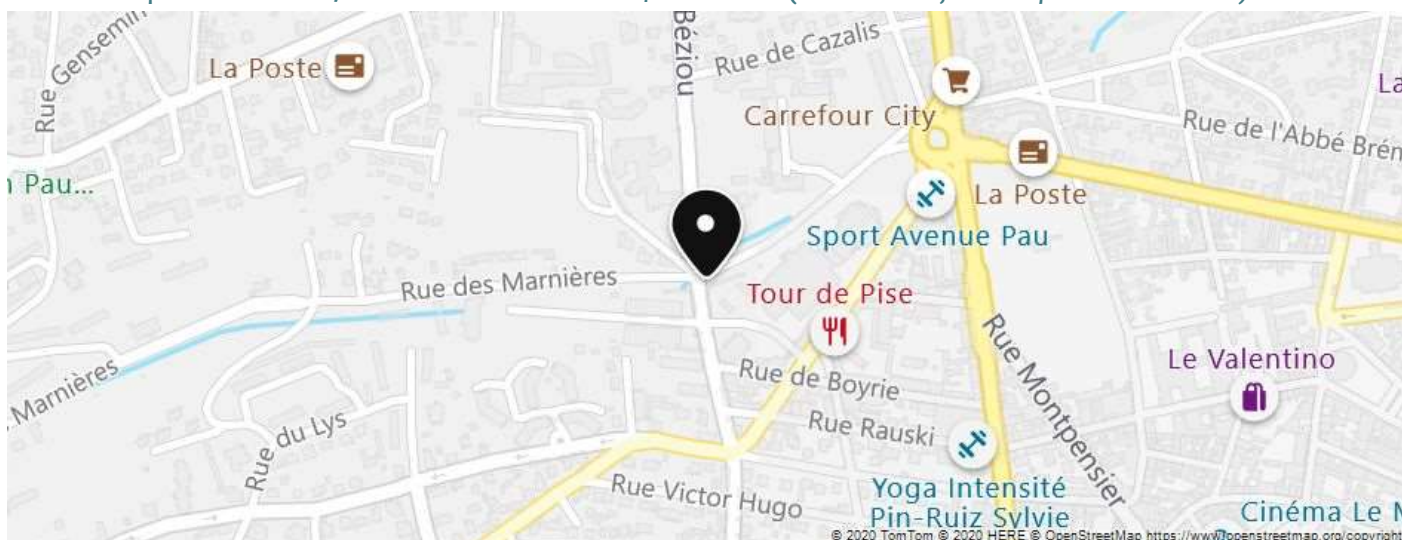 Béziou
Rue Gensemin
La Poste
Rue de Cazalis
Carrefour City
La
Rue de l'Abbé Brém
Pau...
La Poste
Sport Avenue Pau
Rue des Marnières
Tour de Pise
Rue Montpensier
Le Valentino
Marnières
Rue de Boyrie
Rue du Lys
Rue Rauski
Rue Victor Hugo
Yoga Intensité
Pin-Ruiz Sylvie
Cinéma Le M
© 2020 TomTom © 2020 HERE © OpenStreetMap https://www.openstreetmap.org/copyright